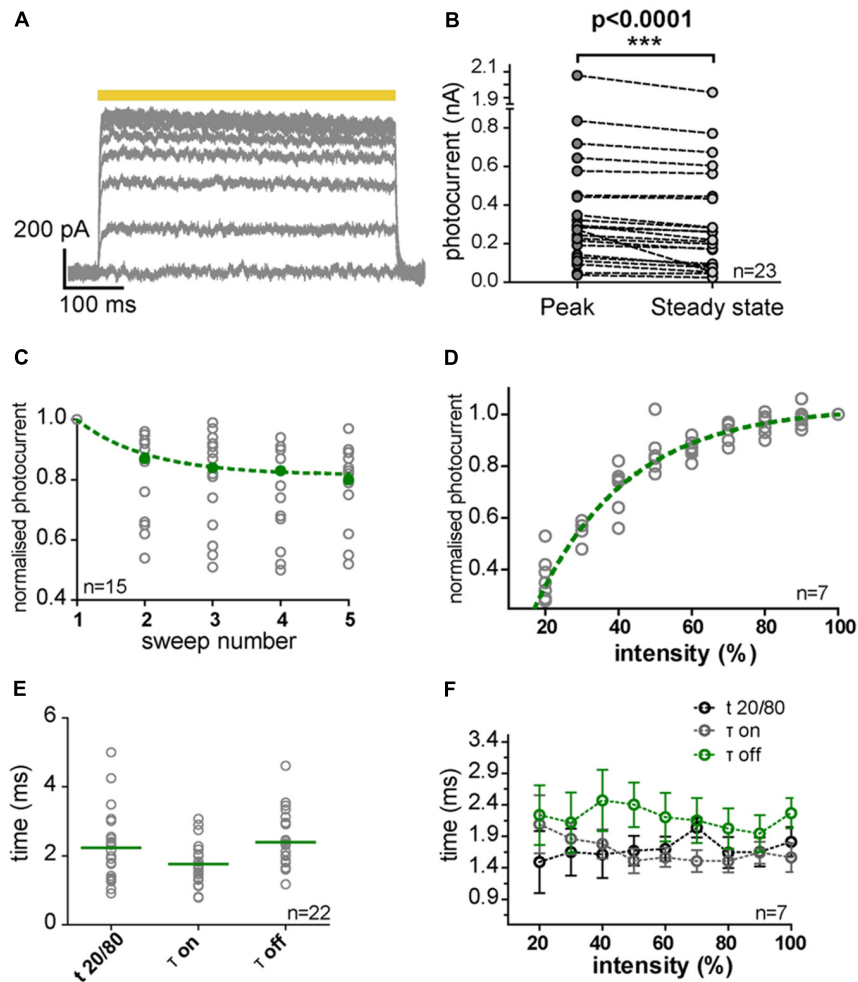 A
200 pA
100 ms
B
p<0.0001
***
photocurrent (nA)
2.1
1.9
0.8
0.6
0.4
0.2
0.0
n=23
Peak
Steady state
C
normalised photocurrent
1.0
0.8
0.6
0.4
n=15
1
2
3
4
5
sweep number
D
normalised photocurrent
1.0
0.8
0.6
0.4
n=7
20
40
60
80
100
intensity (%)
E
time (ms)
6
4
2
0
n=22
t 20/80
τ on
τ off
F
t 20/80
τ on
τ off
time (ms)
3.4
2.9
2.4
1.9
1.4
0.9
n=7
20
40
60
80
100
intensity (%)